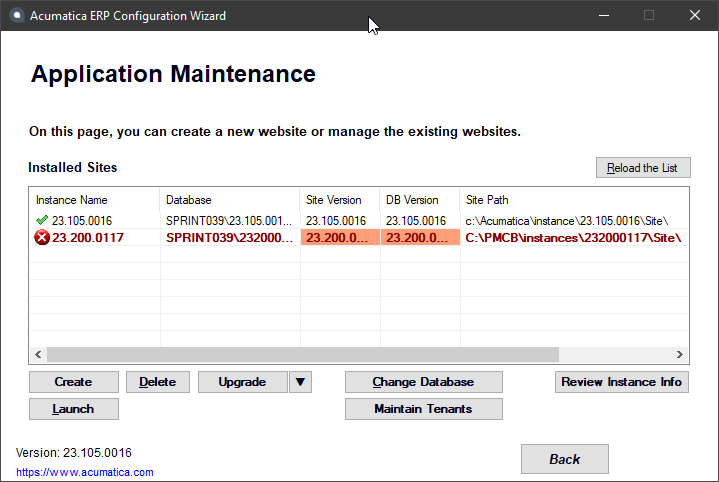 Acumatica ERP Configuration Wizard
Application Maintenance
On this page, you can create a new website or manage the existing websites.
Installed Sites
Reload the List
Instance Name Database Site Version DB Version Site Path
23.105.0016 SPRINT039\23.105.001... 23.105.0016 23.105.0016 c:\Acumatica\instance\23.105.0016\Site\
23.200.0117 SPRINT039\232000... 23.200.0... 23.200.0... C:\PMCB\instances\232000117\Site\
Create Delete Upgrade Change Database Review Instance Info
Launch Maintain Tenants
Version: 23.105.0016
Back
https://www.acumatica.com